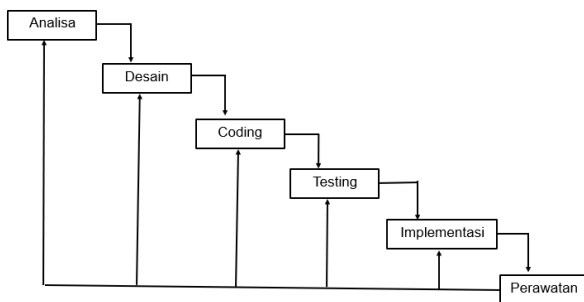 Analisa
Desain
Coding
Testing
Implementasi
Perawatan